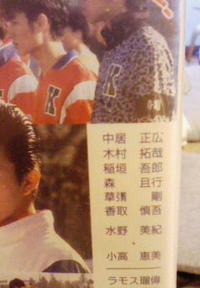 K
K
中居 正広
木村 拓哉
稲垣 吾郎
森 且行
草彅 剛
香取 慎吾
水野 美紀
・
小高 恵美
ラモス瑠偉